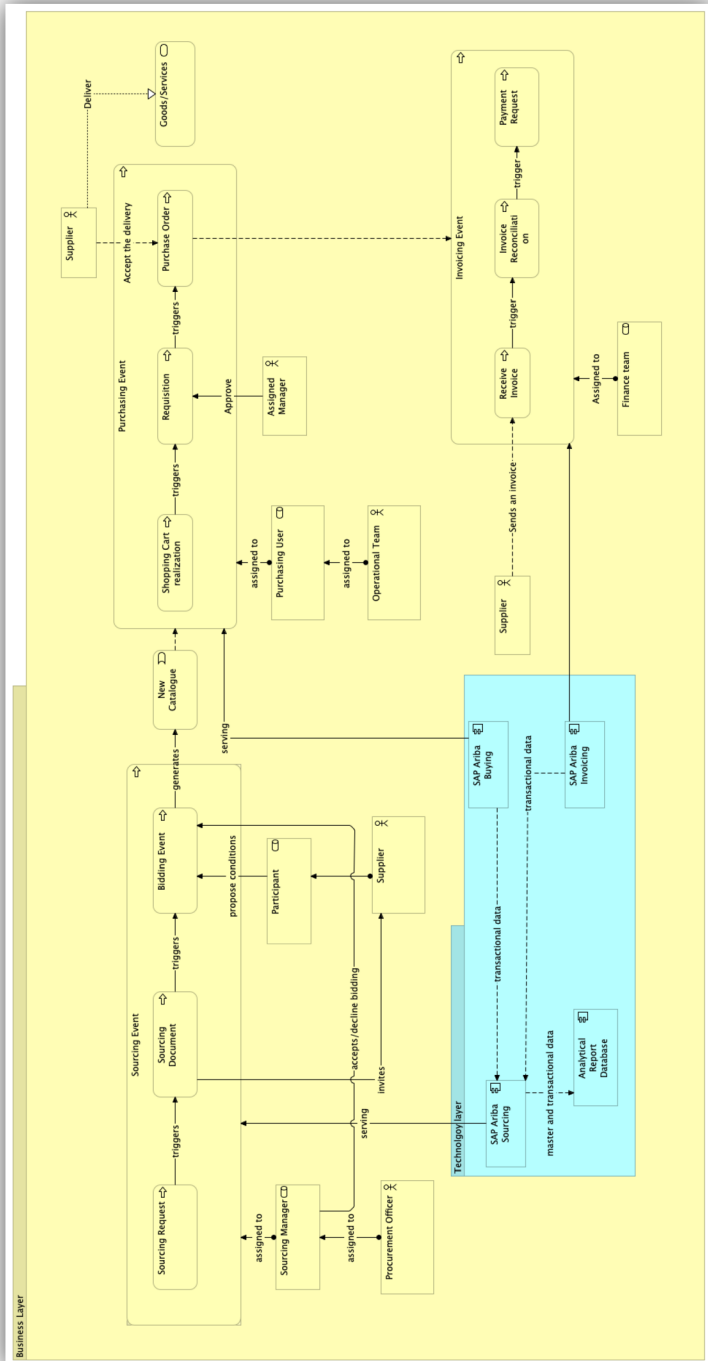 Business Layer
Sourcing Event
Sourcing Request
triggers
Sourcing
Document
triggers
Bidding Event
generates
New
Catalogue
Purchasing Event
Shopping Cart
realization
triggers
Requisition
triggers
Purchase Order
Accept the delivery
Supplier
Deliver
Goods/Services
assigned to
Sourcing Manager
assigned to
Procurement Officer
accepts/decline bidding
invites
propose conditions
Participant
Supplier
serving
serving
assigned to
Purchasing User
assigned to
Operational Team
Approve
Assigned
Manager
Invoicing Event
Receive
Invoice
trigger
Invoice
Reconciliati
on
trigger
Payment
Request
Sends an invoice
Supplier
Assigned to
Finance team
Technolgoy layer
SAP Ariba
Sourcing
transactional data
SAP Ariba
Buying
transactional data
SAP Ariba
Invoicing
master and transactional data
Analytical
Report
Database